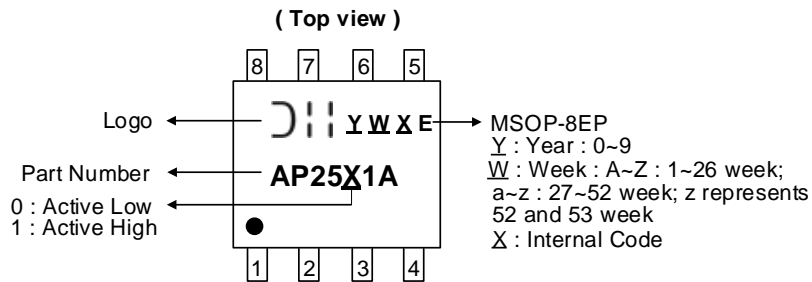 ( Top view )
8 7 6 5
Logo
Y W X E
MSOP-8EP
Y : Year : 0~9
W : Week : A~Z : 1~26 week;
a~z : 27~52 week; z represents
52 and 53 week
X : Internal Code
Part Number
AP25X1A
0 : Active Low
1 : Active High
1 2 3 4